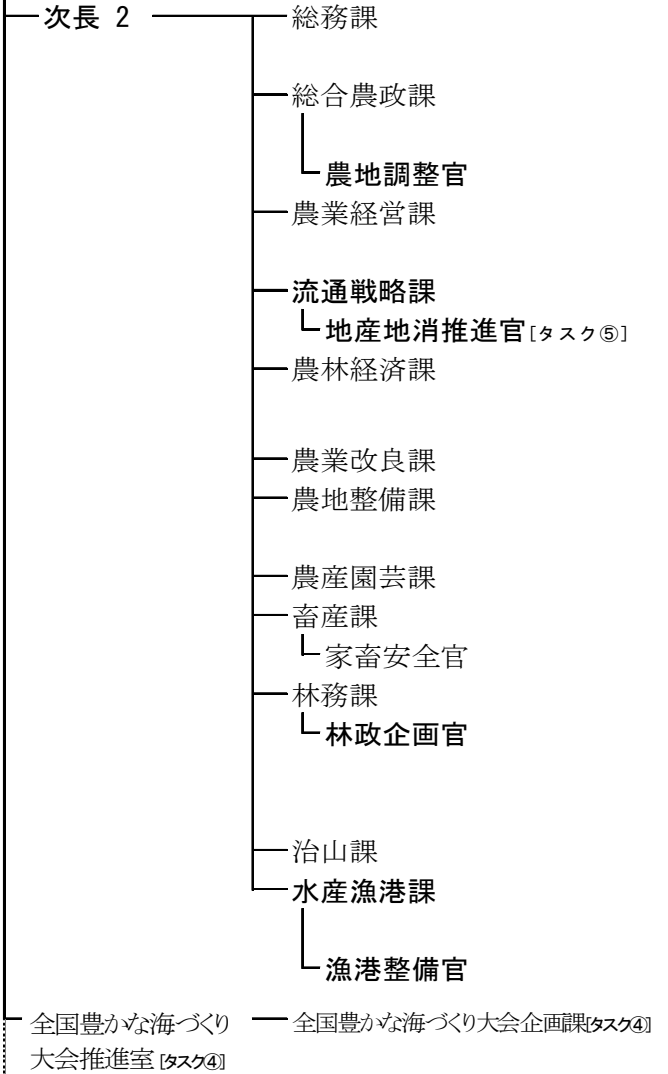 次長 2 総務課
総合農政課
農地調整官
農業経営課
流通戦略課
地産地消推進官[タスク⑤]
農林経済課
農業改良課
農地整備課
農産園芸課
畜産課
家畜安全官
林務課
林政企画官
治山課
水産漁港課
漁港整備官
全国豊かな海づくり 全国豊かな海づくり大会企画課[タスク④]
大会推進室[タスク④]